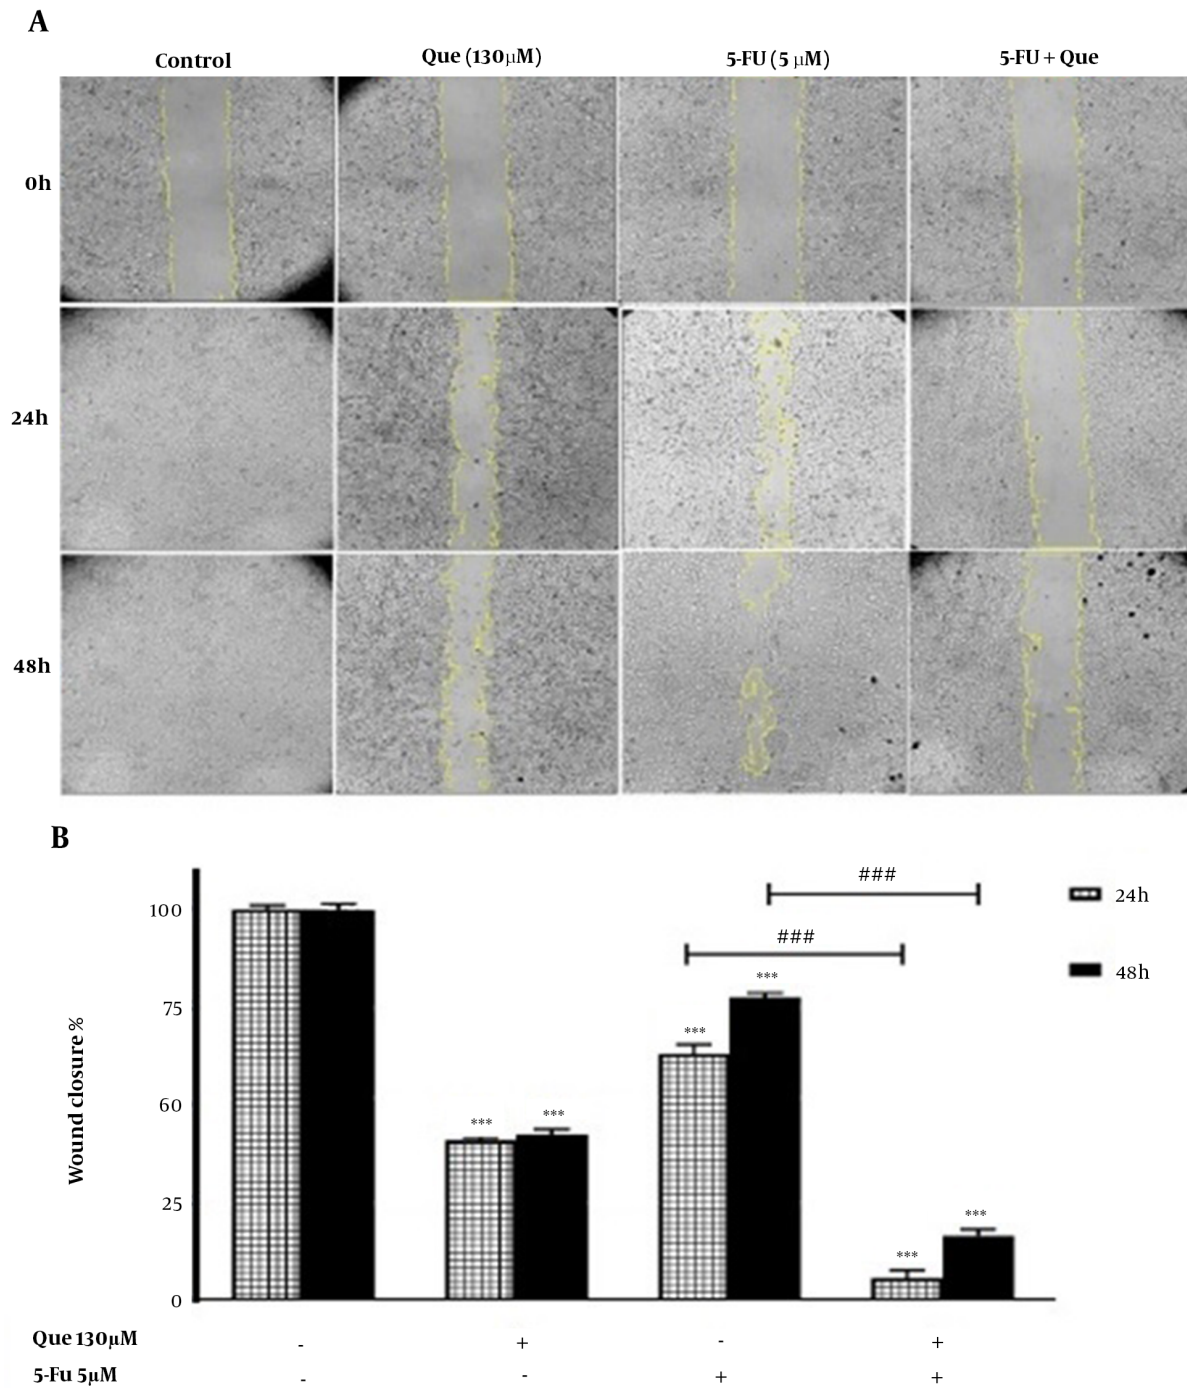 A
Control
Que (130µM)
5-FU (5 µM)
5-FU + Que
0h
24h
48h
B
###
24h
###
100
48h
***
75
***
60
***
***
Wound closure %
25
***
***
0
Que 130µM - + - +
5-Fu 5µM - - + +